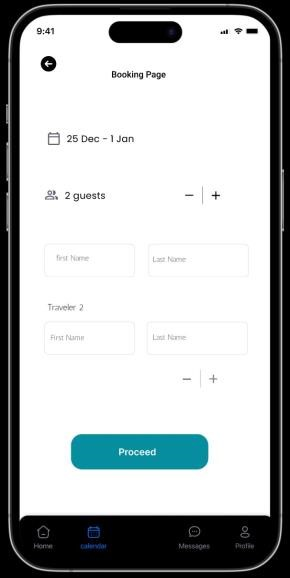 9:41
Booking Page
25 Dec - 1 Jan
2 guests
first Name
Last Name
Traveler 2
First Name
Last Name
Proceed
Home
calendar
Messages
Profile